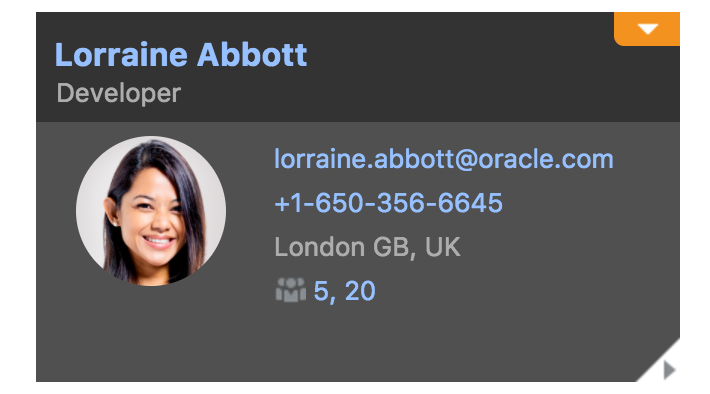 Lorraine Abbott
Developer
lorraine.abbott@oracle.com
+1-650-356-6645
London GB, UK
5, 20